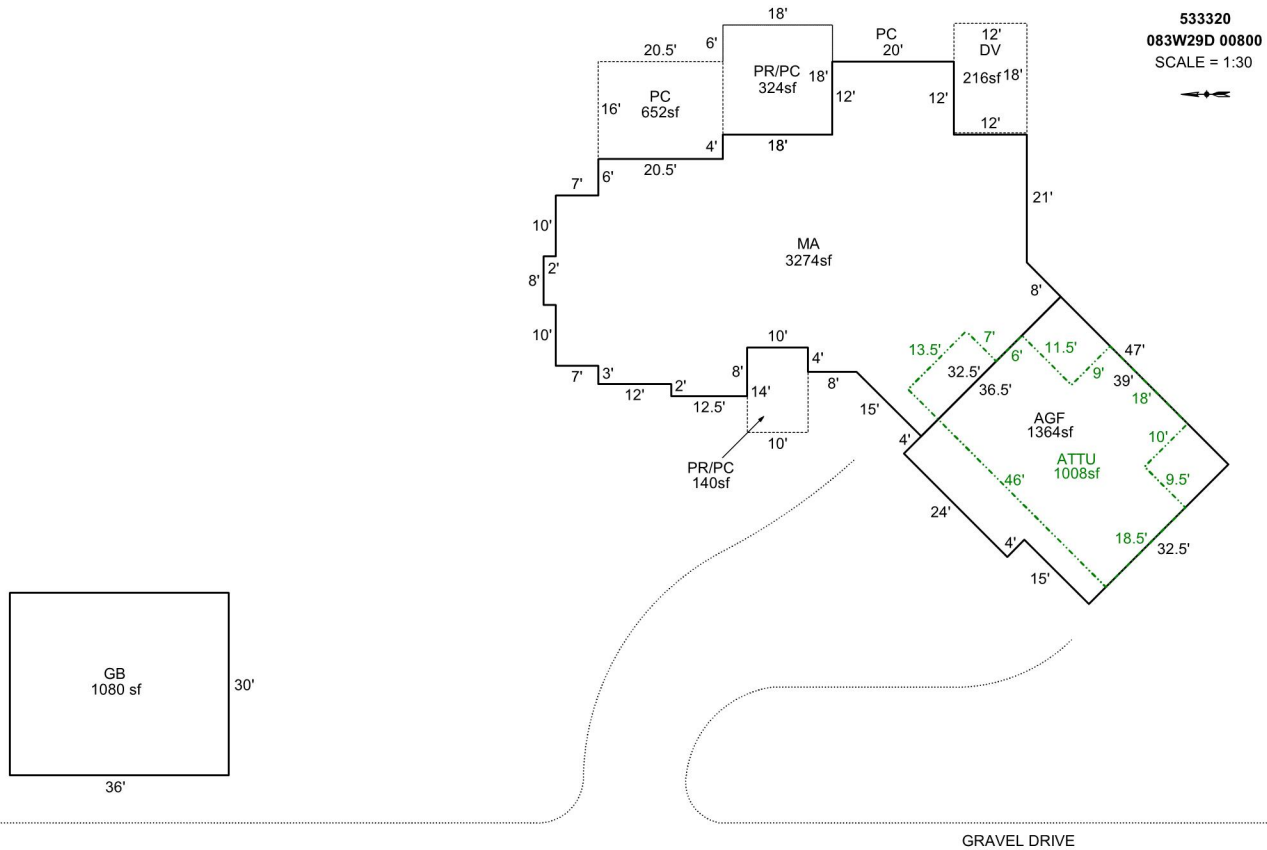 533320
083W29D 00800
SCALE = 1:30
18'
6'
PC
20'
12'
DV
20.5'
PR/PC
324sf
18'
216sf
18'
PC
652sf
16'
12'
12'
12'
4'
18'
20.5'
7'
6'
21'
10'
2'
8'
MA
3274sf
8'
10'
10'
4'
7'
3'
8'
8'
12'
2'
14'
12.5'
15'
10'
PR/PC
140sf
13.5'
7'
6'
11.5'
47'
32.5'
9'
39'
36.5'
18'
AGF
1364sf
4'
10'
ATTU
1008sf
46'
9.5'
24'
18.5'
4'
32.5'
15'
GB
1080 sf
30'
36'
GRAVEL DRIVE